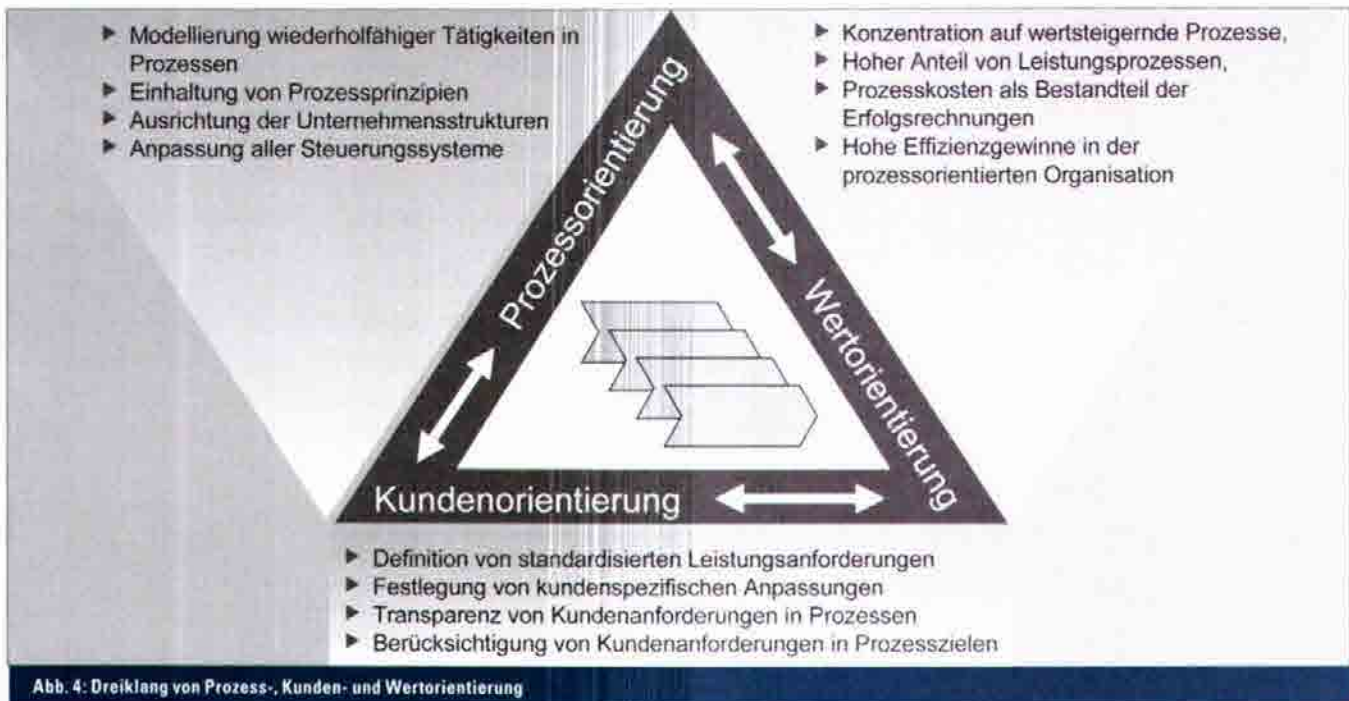 ▶ Modellierung wiederholfähiger Tätigkeiten in
Prozessen
▶ Einhaltung von Prozessprinzipien
▶ Ausrichtung der Unternehmensstrukturen
▶ Anpassung aller Steuerungssysteme
▶ Konzentration auf wertsteigernde Prozesse,
▶ Hoher Anteil von Leistungsprozessen,
▶ Prozesskosten als Bestandteil der
Erfolgsrechnungen
▶ Hohe Effizienzgewinne in der
prozessorientierten Organisation
Prozessorientierung
Wertorientierung
Kundenorientierung
▶ Definition von standardisierten Leistungsanforderungen
▶ Festlegung von kundenspezifischen Anpassungen
▶ Transparenz von Kundenanforderungen in Prozessen
▶ Berücksichtigung von Kundenanforderungen in Prozesszielen
Abb. 4: Dreiklang von Prozess-, Kunden- und Wertorientierung